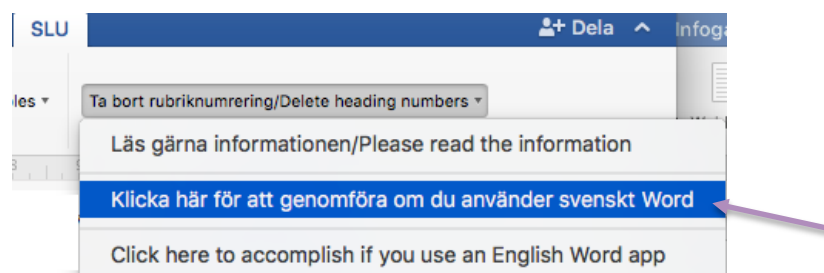 SLU Dela Infoga
les Ta bort rubriknumrering/Delete heading numbers
Läs gärna informationen/Please read the information
Klicka här för att genomföra om du använder svenskt Word
Click here to accomplish if you use an English Word app